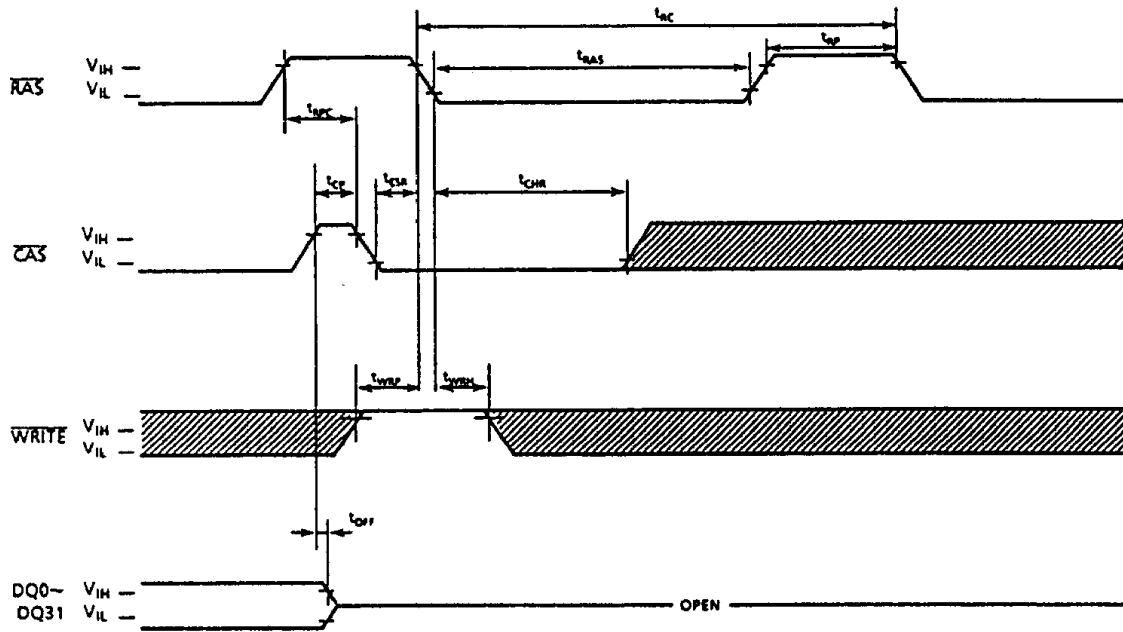 tRC
tRP
tRAS
RAS
VIH
VIL
tRPC
tCP
tCSR
tCHR
CAS
VIH
VIL
tWRP
tWRH
WRITE
VIH
VIL
tOFF
DQ0~
DQ31
VIH
VIL
OPEN